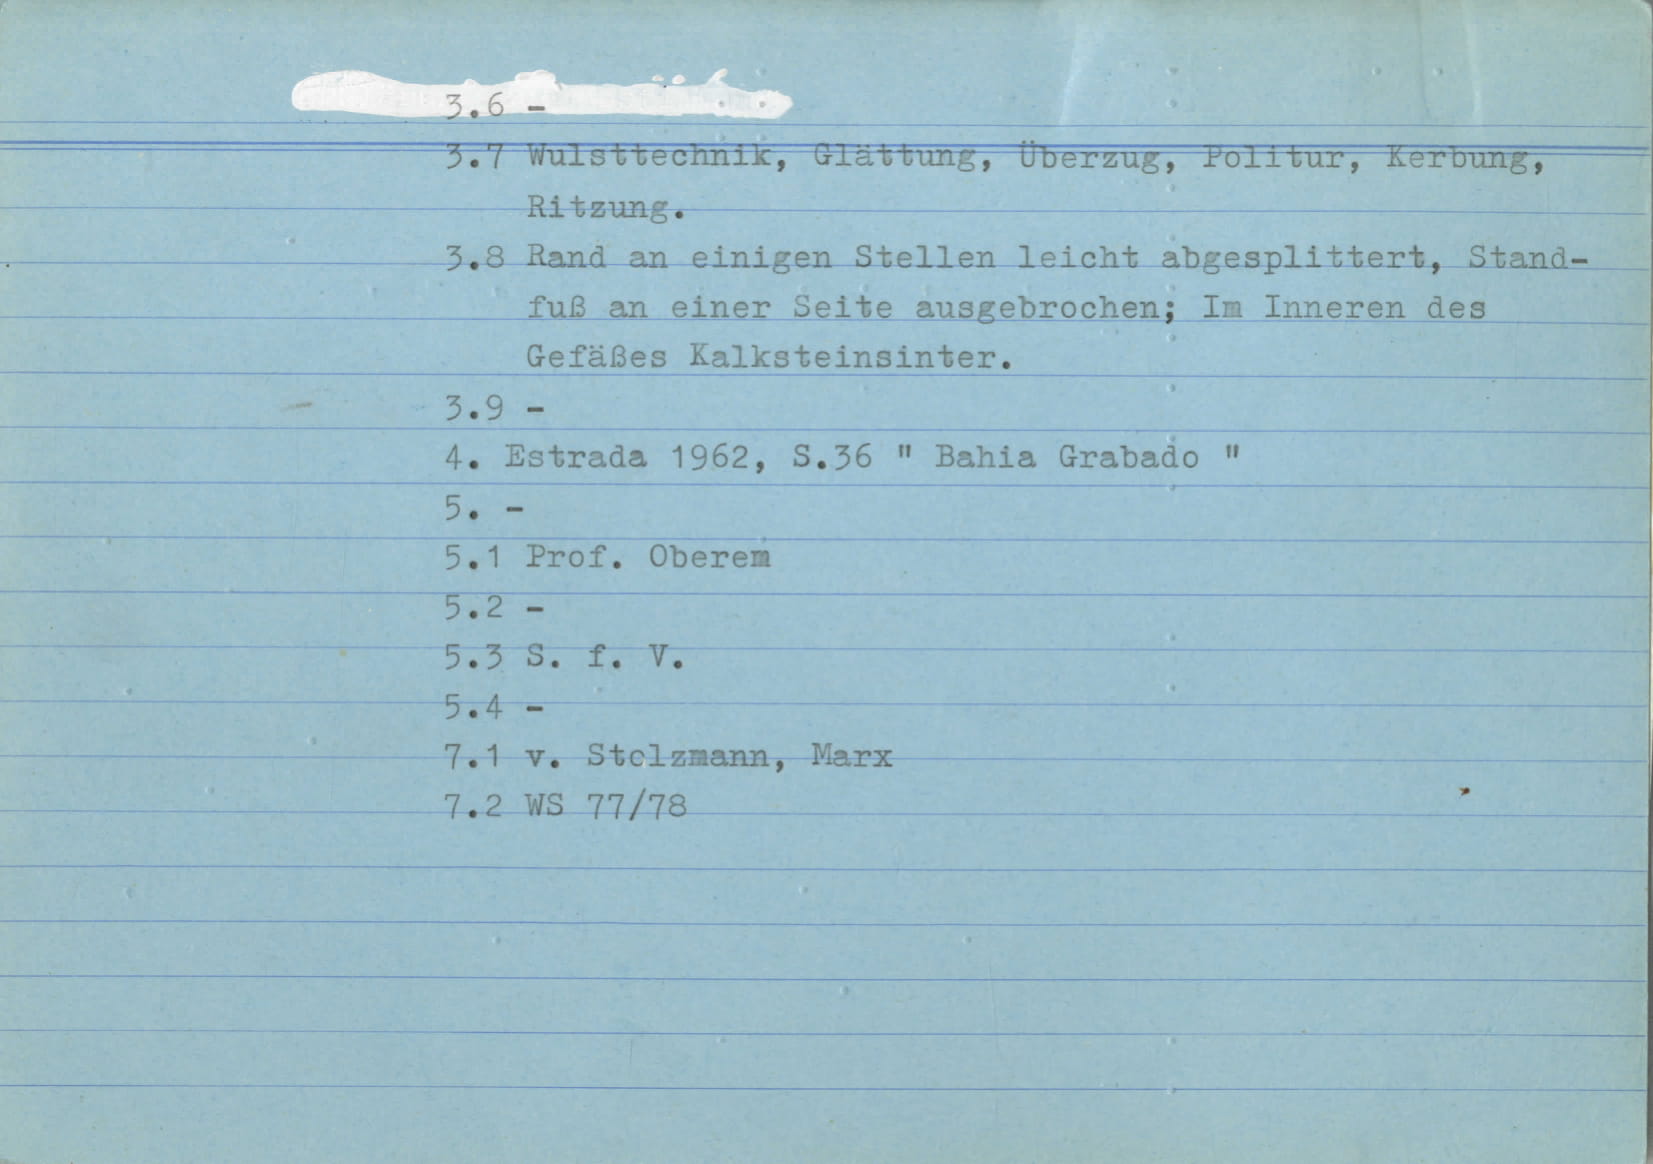 3.6 -
3.7 Wulsttechnik, Glättung, Überzug, Politur, Kerbung,
Ritzung.
3.8 Rand an einigen Stellen leicht abgesplittert, Stand-
fuß an einer Seite ausgebrochen; Im Inneren des
Gefäßes Kalksteinsinter.
3.9 -
4. Estrada 1962, S.36 " Bahia Grabado "
5. -
5.1 Prof. Oberem
5.2 -
5.3 S. f. V.
5.4 -
7.1 v. Stolzmann, Marx
7.2 WS 77/78